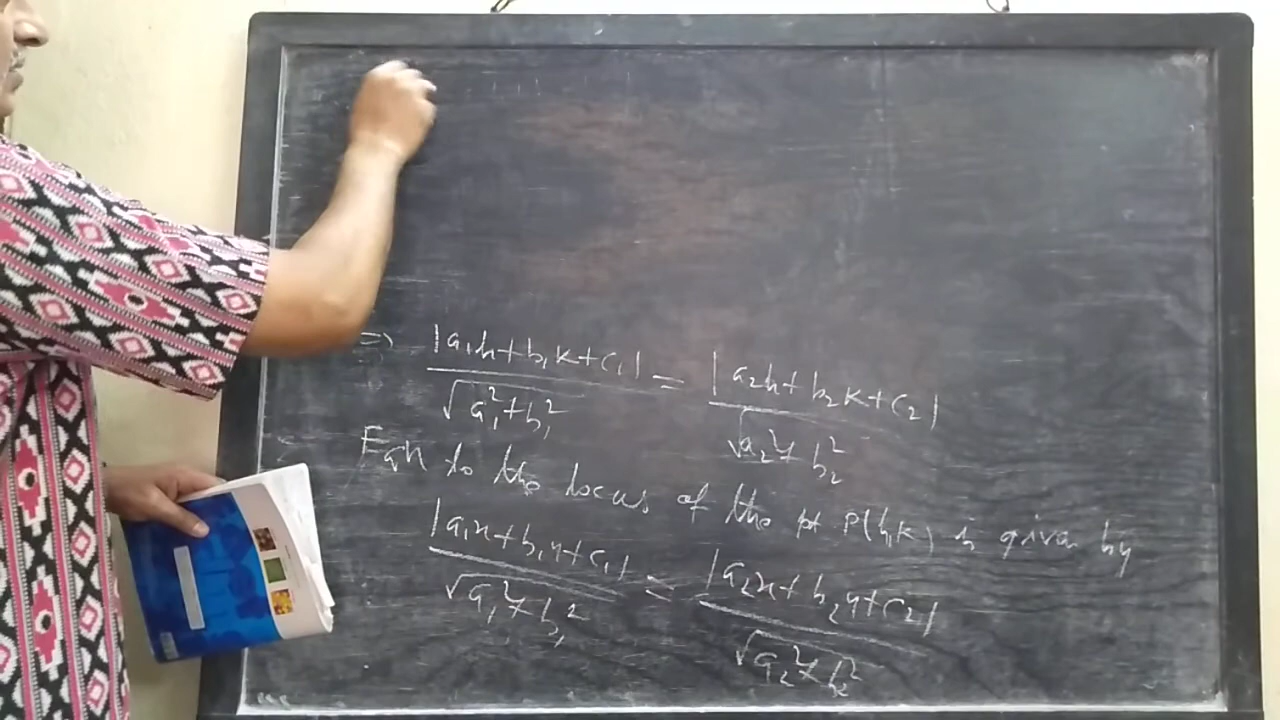 ⇒ |a₁h+b₁k+c₁| / √a₁²+b₁² = |a₂h+b₂k+c₂| / √a₂²+b₂²
Eqn to the locus of the pt P(h,k) is given by
|a₁x+b₁y+c₁| / √a₁²+b₁² = |a₂x+b₂y+c₂| / √a₂²+b₂²